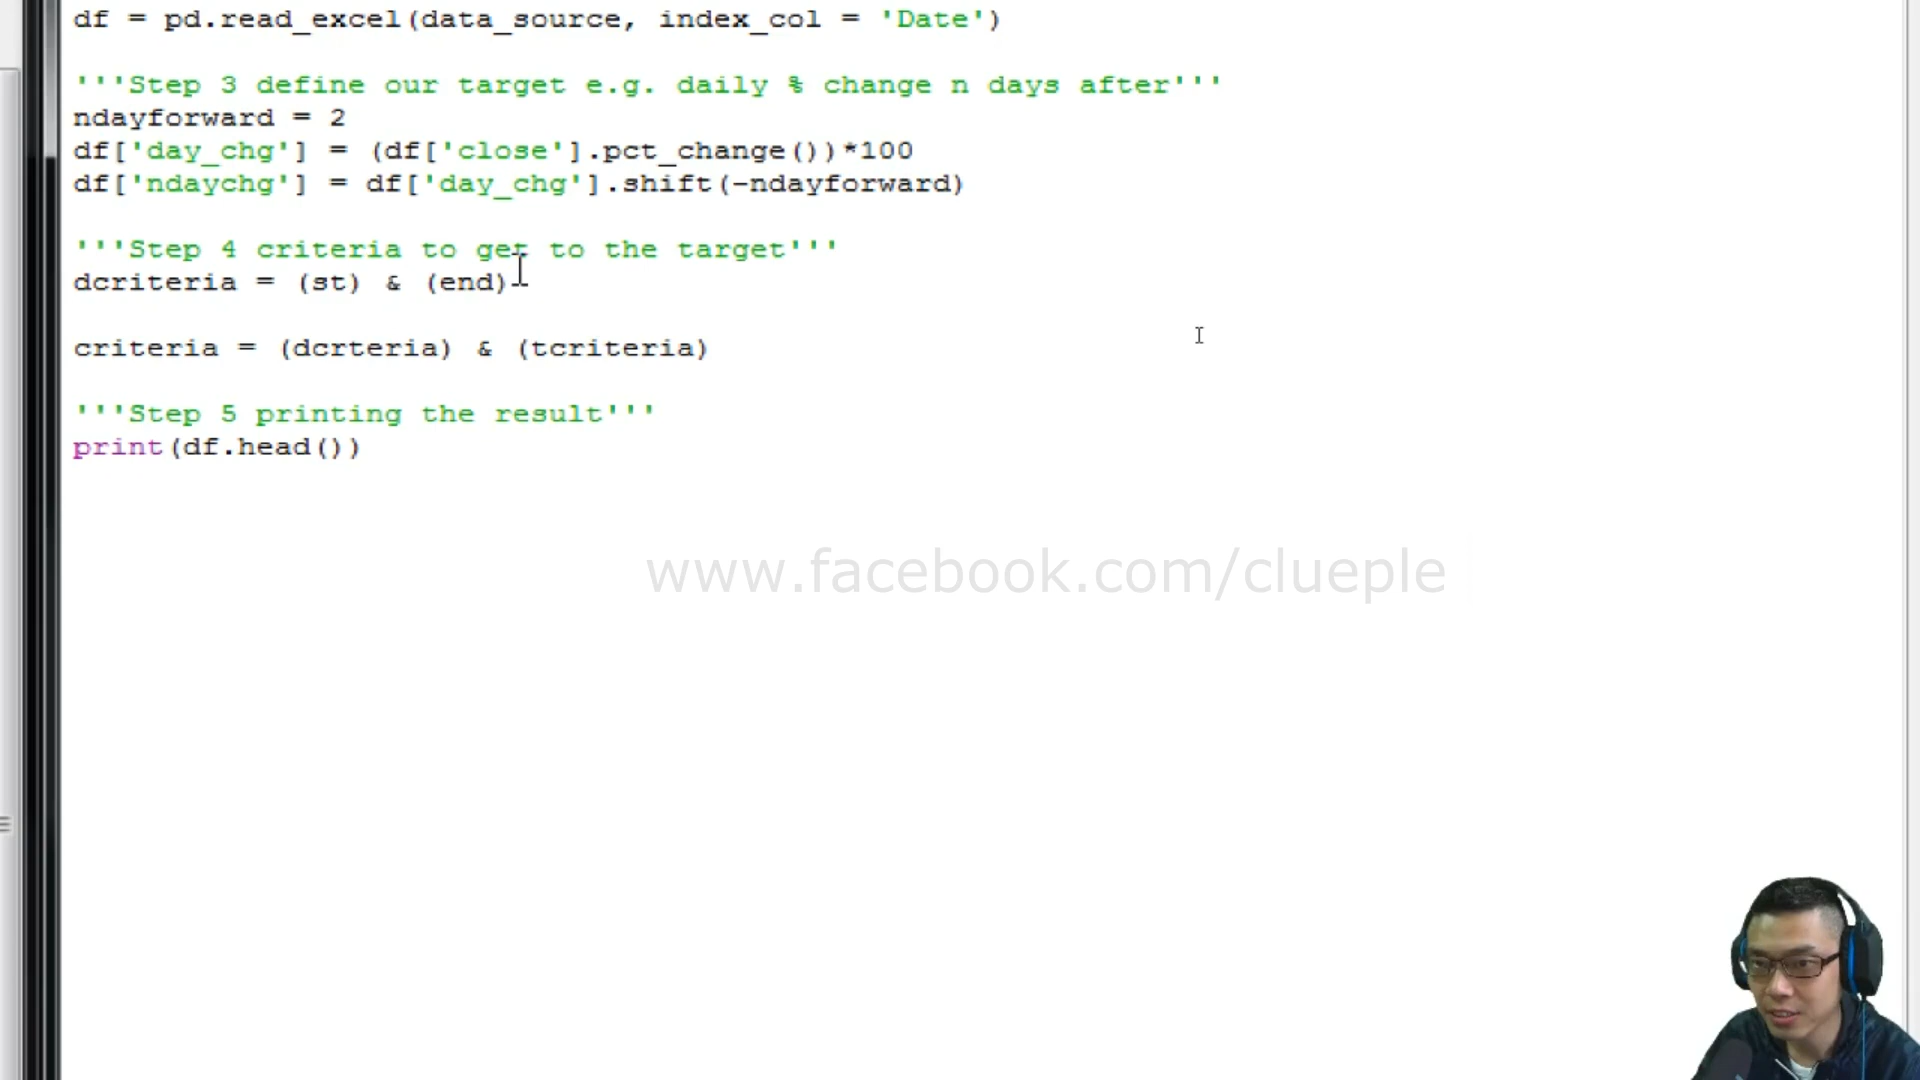 df = pd.read_excel(data_source, index_col = 'Date')
'''Step 3 define our target e.g. daily % change n days after'''
ndayforward = 2
df['day_chg'] = (df['close'].pct_change())*100
df['ndaychg'] = df['day_chg'].shift(-ndayforward)
'''Step 4 criteria to get to the target'''
dcriteria = (st) & (end)
criteria = (dcrteria) & (tcriteria)
'''Step 5 printing the result'''
print(df.head())
www.facebook.com/clueple